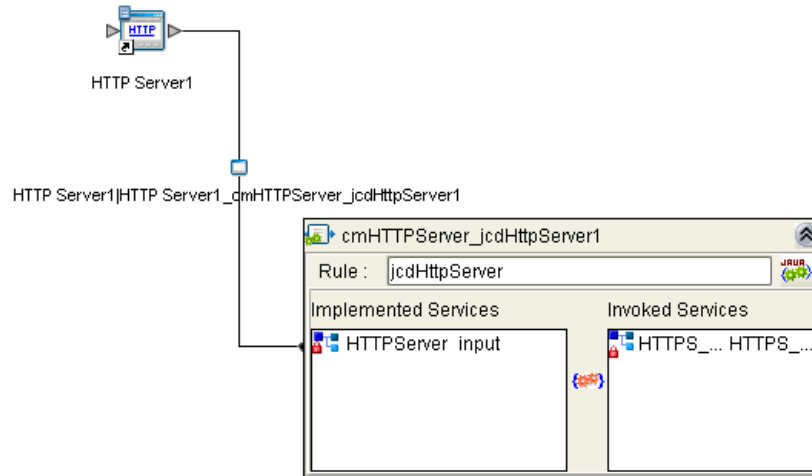 HTTP
HTTP Server1
HTTP Server1|HTTP Server1_cmHTTPServer_jcdHttpServer1
cmHTTPServer_jcdHttpServer1
Rule : jcdHttpServer
JAVA
Implemented Services Invoked Services
HTTPServer input HTTPS_... HTTPS_...